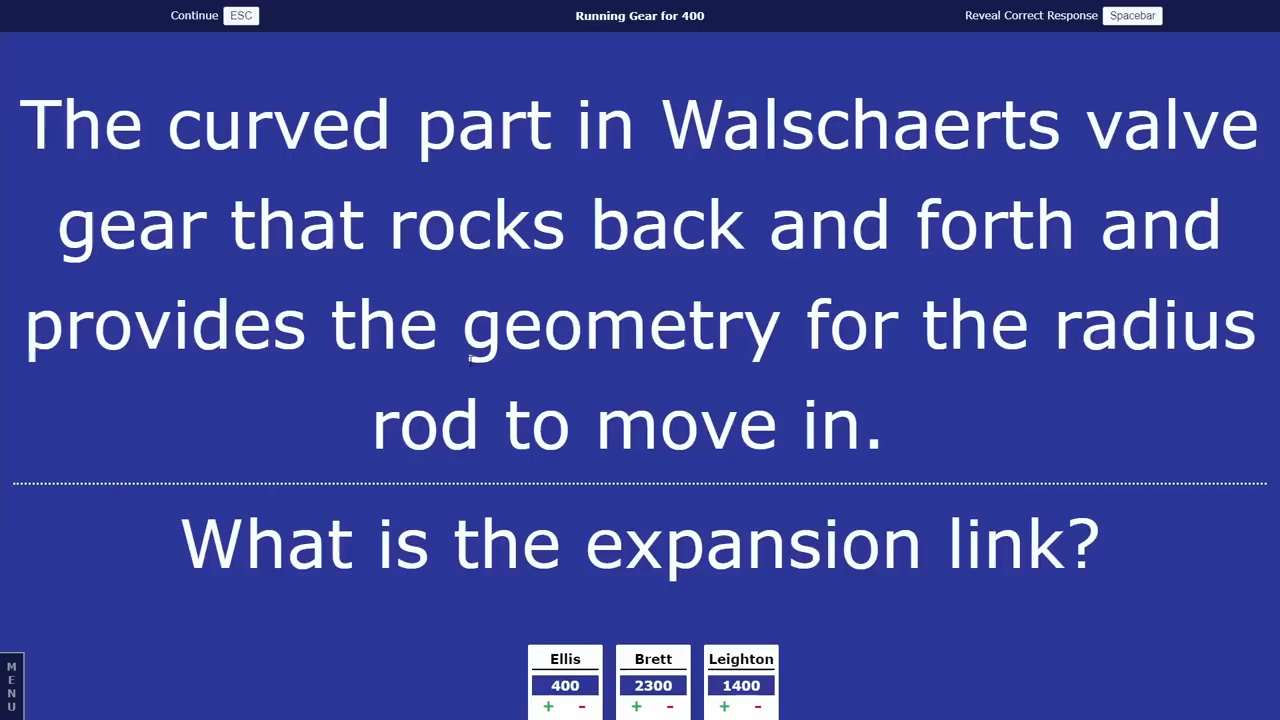 Continue ESC Running Gear for 400 Reveal Correct Response Spacebar
The curved part in Walschaerts valve
gear that rocks back and forth and
provides the geometry for the radius
rod to move in.
What is the expansion link?
Ellis Brett Leighton
400 2300 1400
+ - + - + -
MENU